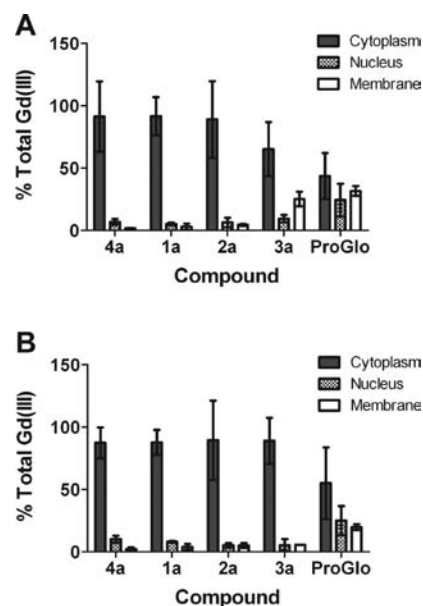 A
% Total Gd(III)
150
100
50
0
Cytoplasm
Nucleus
Membrane
4a 1a 2a 3a ProGlo
Compound
B
% Total Gd(III)
150
100
50
0
Cytoplasm
Nucleus
Membrane
4a 1a 2a 3a ProGlo
Compound